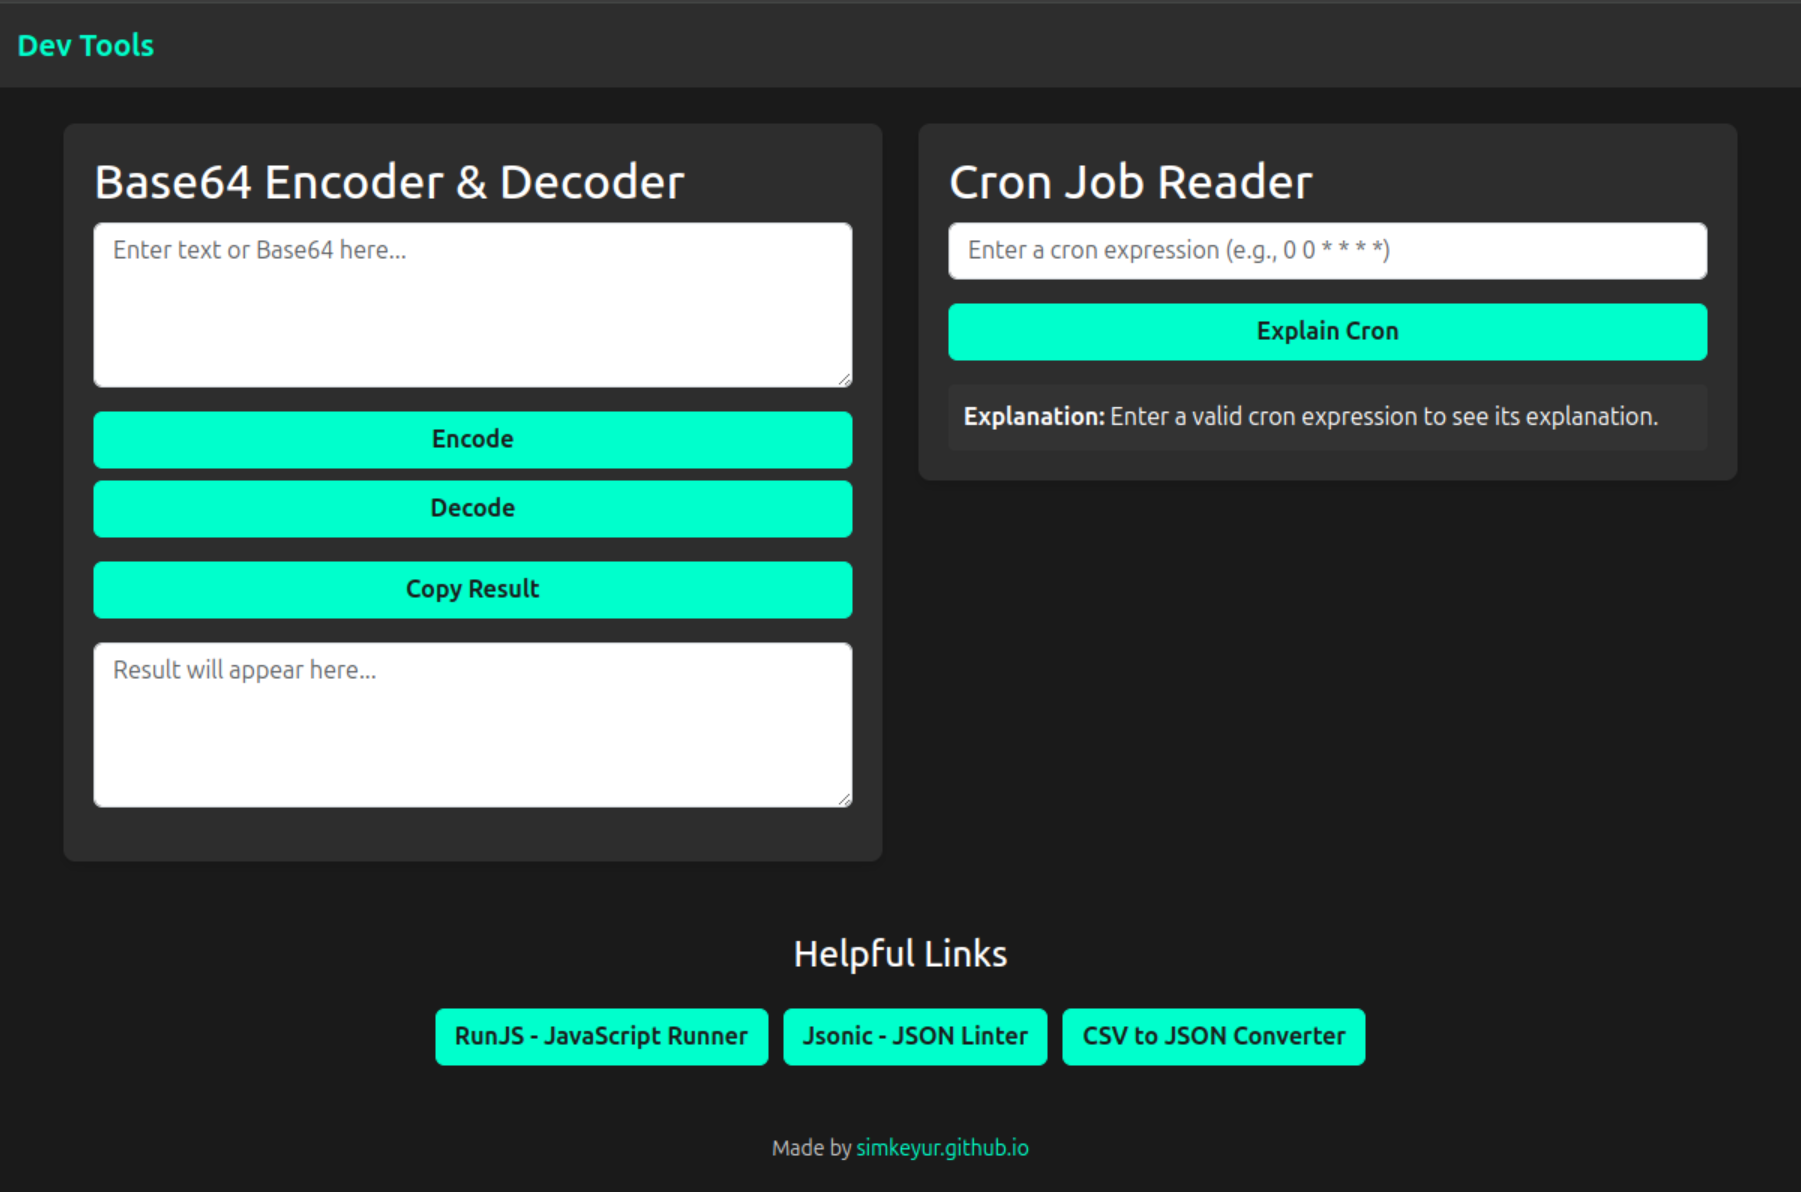 Dev Tools
Base64 Encoder & Decoder
Enter text or Base64 here...
Encode
Decode
Copy Result
Result will appear here...
Cron Job Reader
Enter a cron expression (e.g., 0 0 * * * *)
Explain Cron
Explanation: Enter a valid cron expression to see its explanation.
Helpful Links
RunJS - JavaScript Runner
Jsonic - JSON Linter
CSV to JSON Converter
Made by simkeyur.github.io